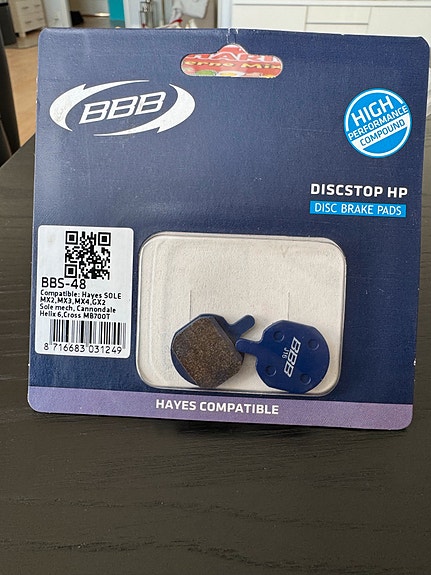 BBB
HIGH
PERFORMANCE
COMPOUND
DISCSTOP HP
DISC BRAKE PADS
BBS-48
Compatible: Hayes SOLE
MX2,MX3,MX4,GX2
Sole mech, Cannondale
Helix 6,Cross MB700T
8 716683 031249
BBB
HAYES COMPATIBLE